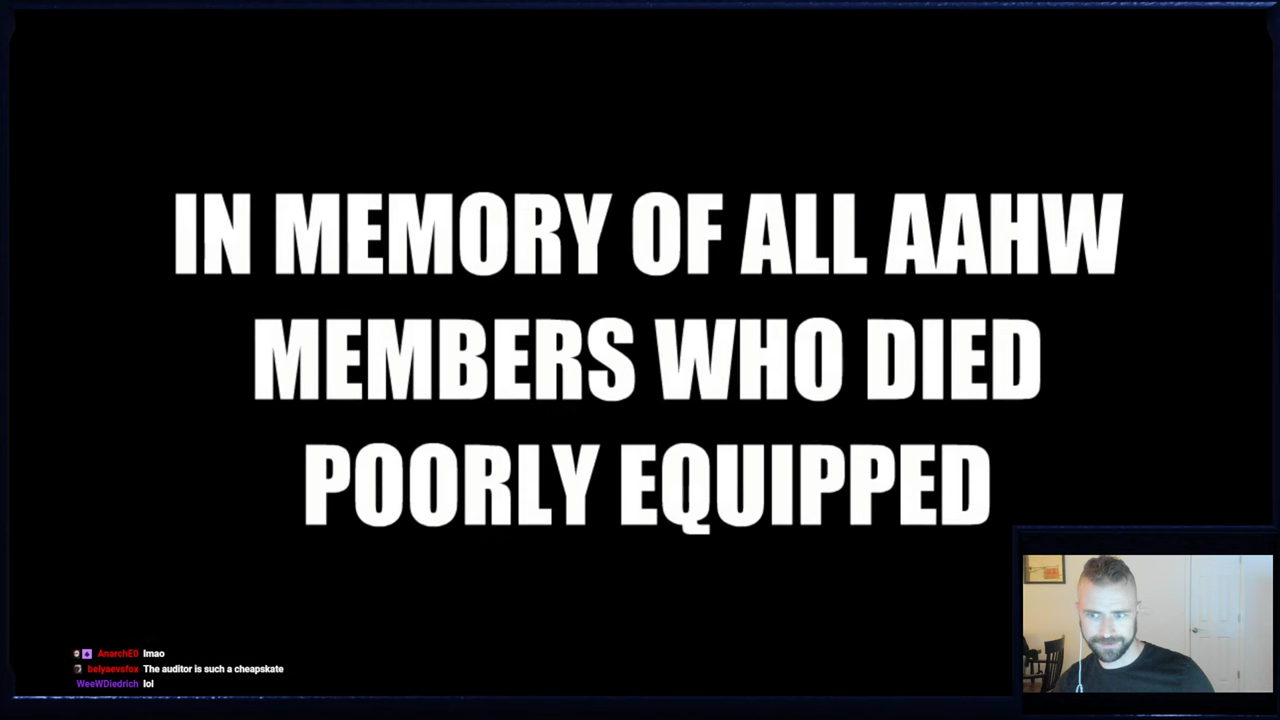 IN MEMORY OF ALL AAHW
MEMBERS WHO DIED
POORLY EQUIPPED
AnarchE0 lmao
belyaevsfox The auditor is such a cheapskate
WeeWDiedrich lol